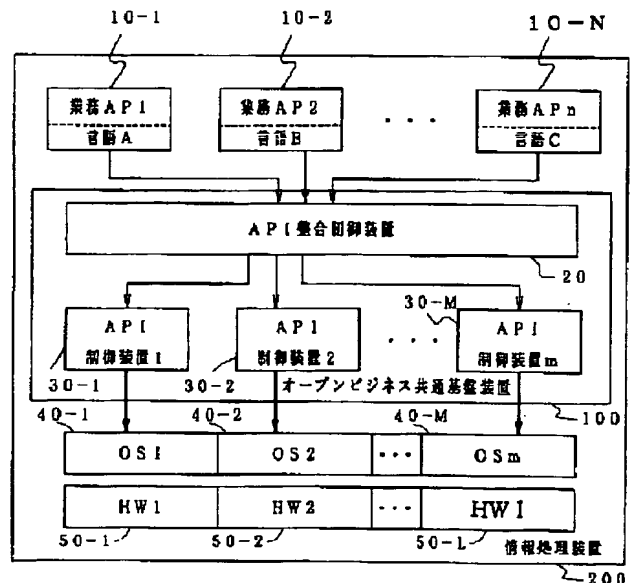 10-1 10-2 10-N
業務AP1 業務AP2 業務APn
言語A 言語B ・・・ 言語C
API整合制御装置
20
30-M
API API API
制御装置1 制御装置2 ・・・ 制御装置m
30-1 30-2 オープンビジネス共通基盤装置
40-1 40-2 40-M 100
OS1 OS2 ・・・ OSm
HW1 HW2 ・・・ HW1
50-1 50-2 50-L 情報処理装置
200